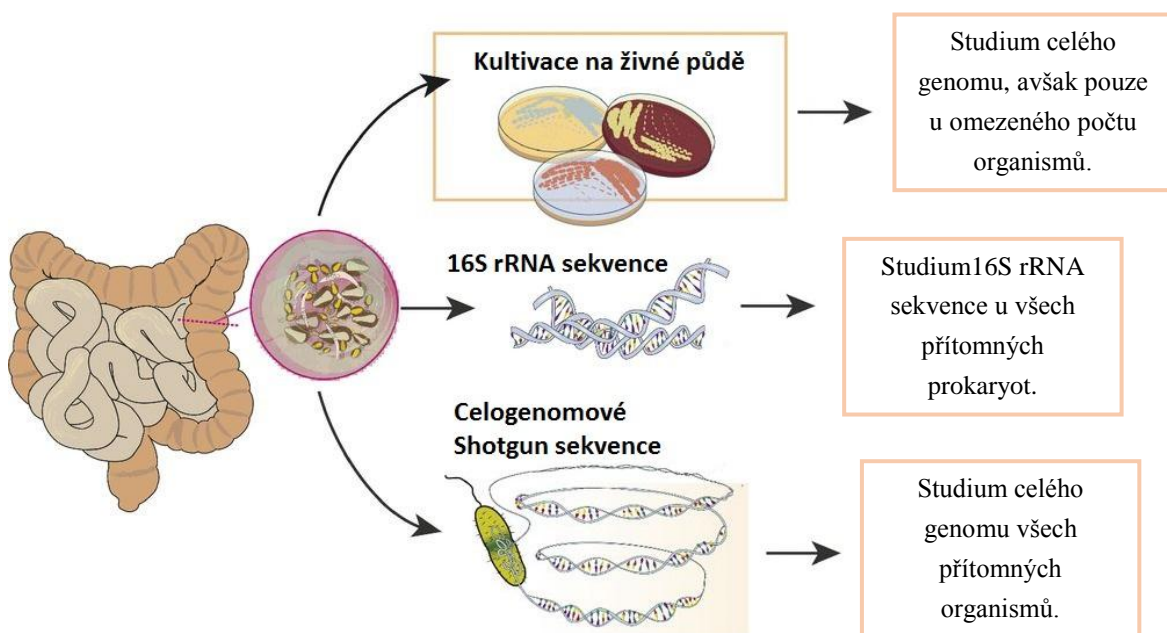 Kultivace na živné půdě
Studium celého
genomu, avšak pouze
u omezeného počtu
organismů.
16S rRNA sekvence
Studium16S rRNA
sekvence u všech
přítomných
prokaryot.
Celogenomové
Shotgun sekvence
Studium celého
genomu všech
přítomných
organismů.